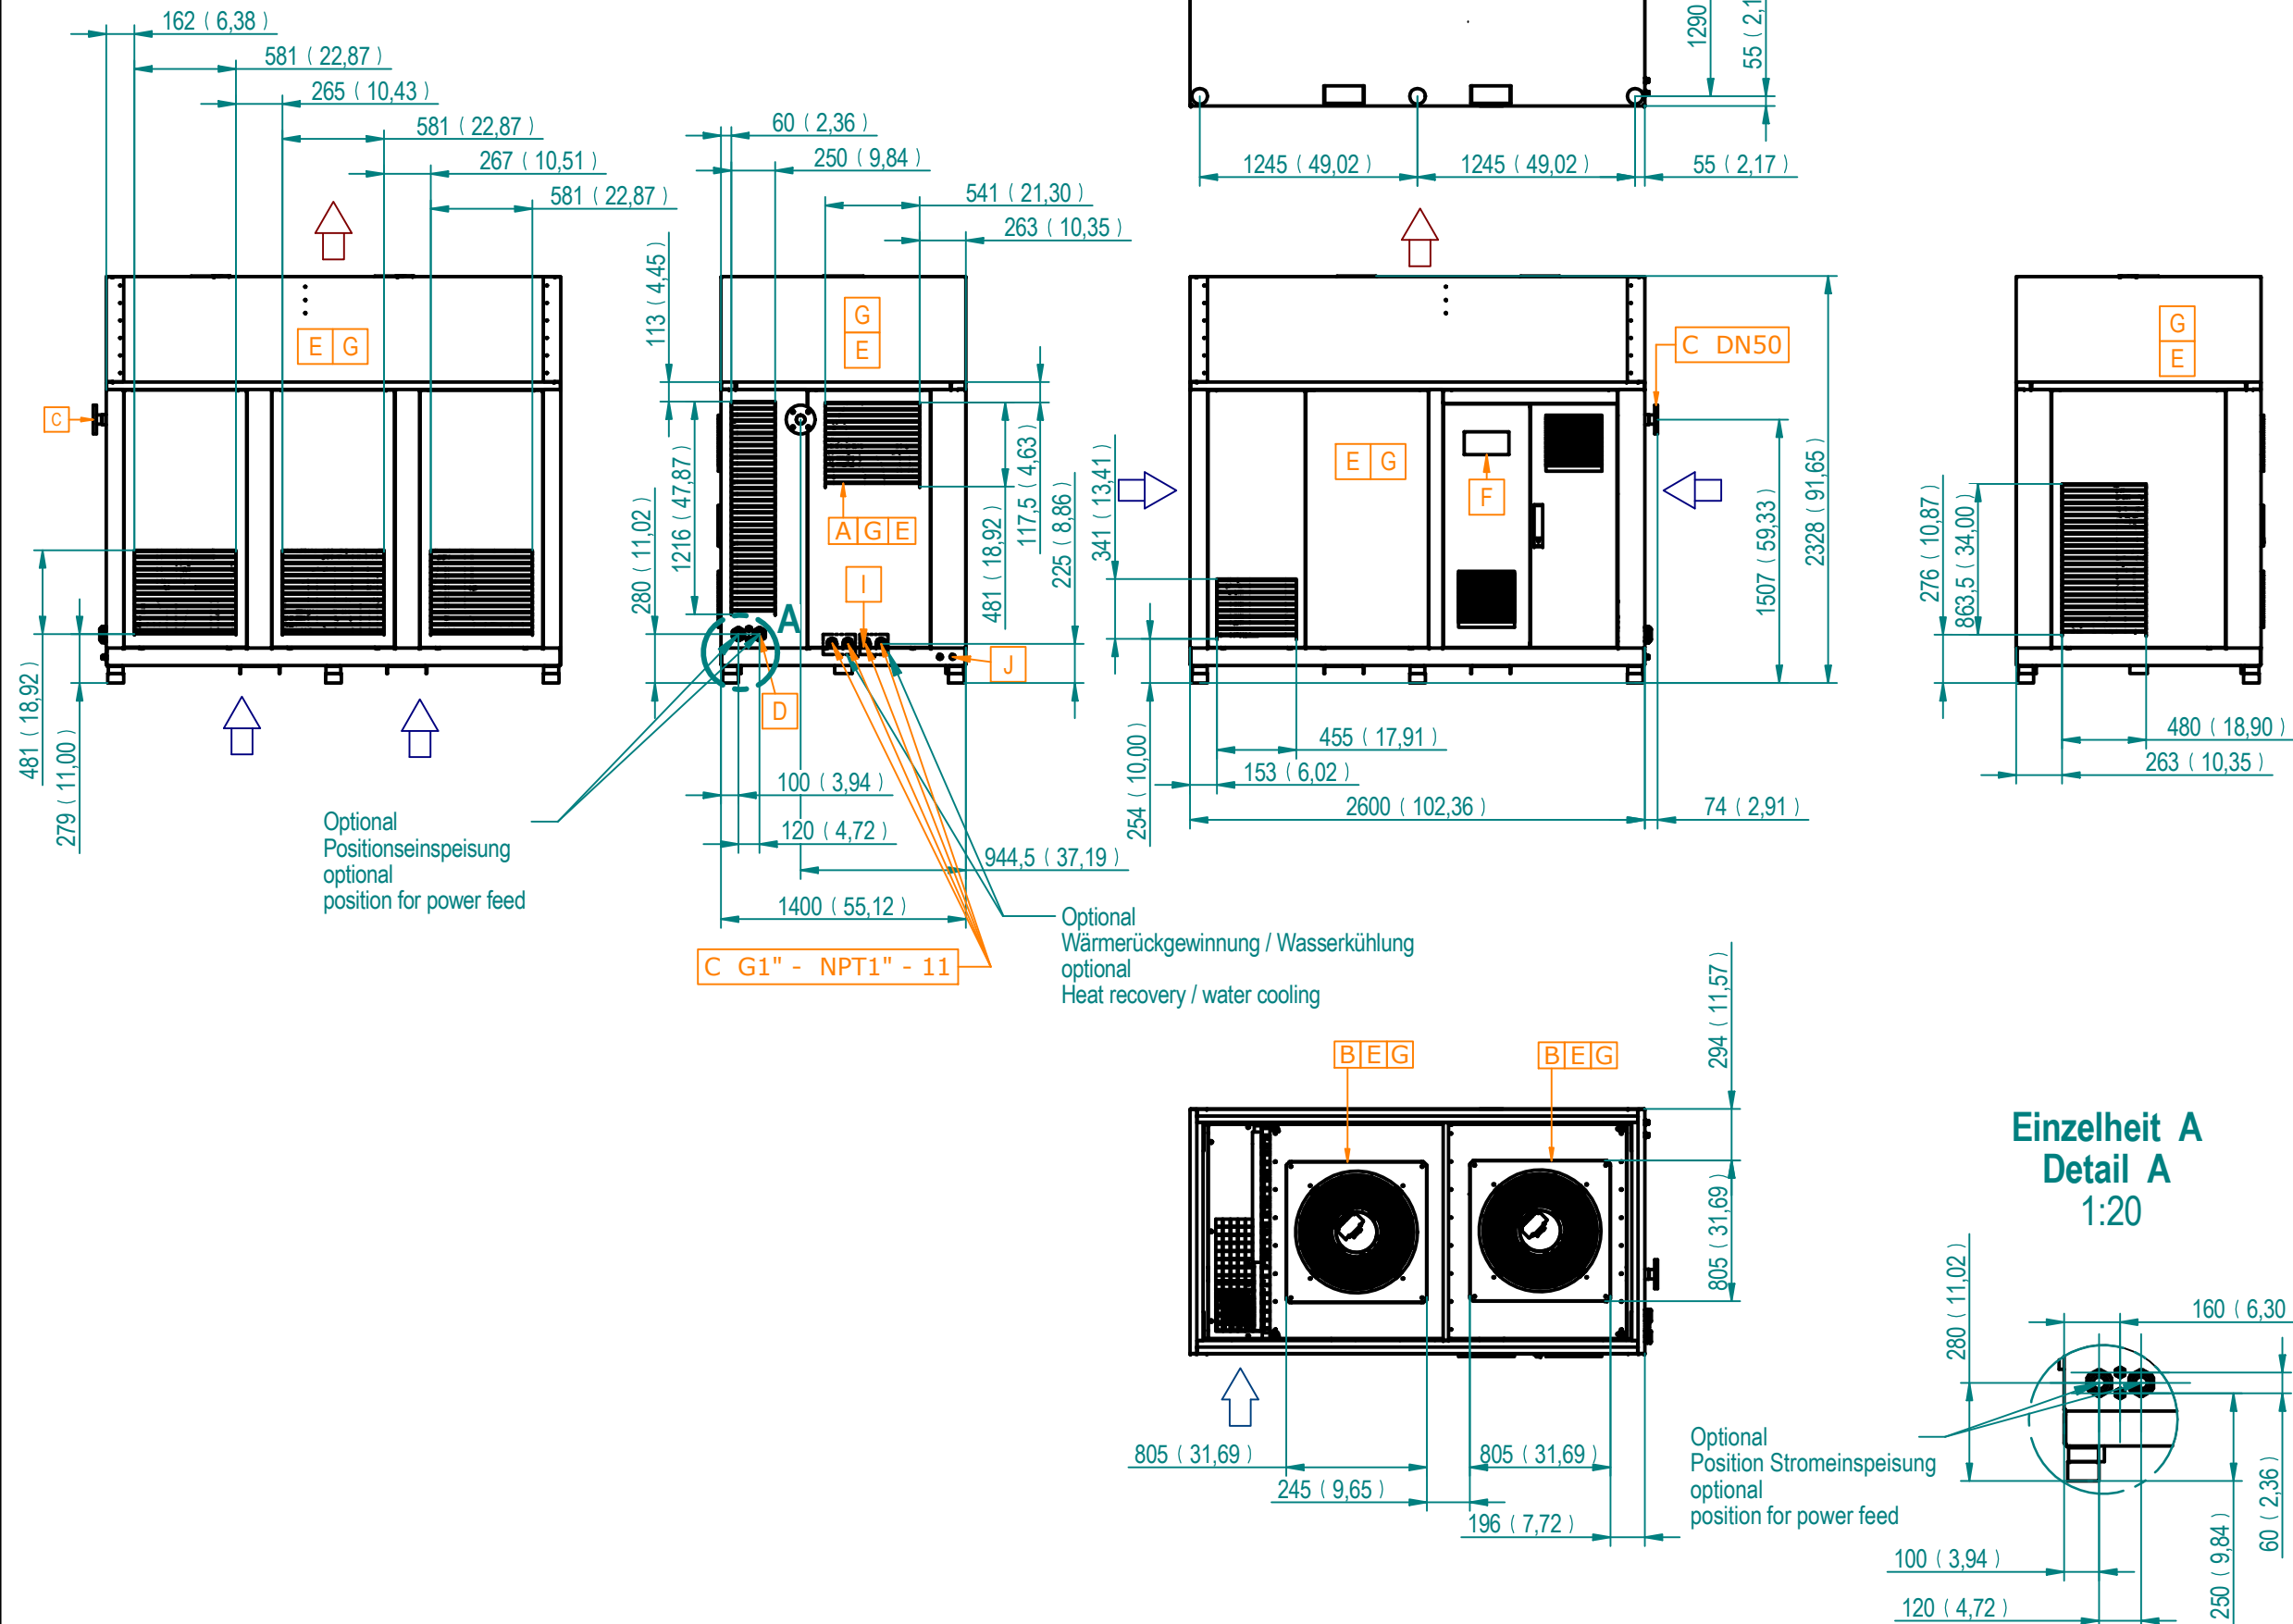 162 ( 6,38 )
581 ( 22,87 )
265 ( 10,43 )
581 ( 22,87 )
267 ( 10,51 )
581 ( 22,87 )
E G
C
481 ( 18,92 )
279 ( 11,00 )
Optional
Positionseinspeisung
optional
position for power feed
60 ( 2,36 )
250 ( 9,84 )
541 ( 21,30 )
263 ( 10,35 )
113 ( 4,45 )
G
E
1216 ( 47,87 )
280 ( 11,02 )
A G E
I
A
D
J
481 ( 18,92 )
117,5 ( 4,63 )
225 ( 8,86 )
100 ( 3,94 )
120 ( 4,72 )
944,5 ( 37,19 )
1400 ( 55,12 )
C G1" - NPT1" - 11
Optional
Wärmerückgewinnung / Wasserkühlung
optional
Heat recovery / water cooling
1290
1245 ( 49,02 )
1245 ( 49,02 )
55 ( 2,17 )
C DN50
E G
F
341 ( 13,41 )
254 ( 10,00 )
1507 ( 59,33 )
2328 ( 91,65 )
455 ( 17,91 )
153 ( 6,02 )
2600 ( 102,36 )
74 ( 2,91 )
G
E
276 ( 10,87 )
863,5 ( 34,00 )
480 ( 18,90 )
263 ( 10,35 )
B E G
B E G
294 ( 11,57 )
805 ( 31,69 )
805 ( 31,69 )
805 ( 31,69 )
245 ( 9,65 )
196 ( 7,72 )
Einzelheit A
Detail A
1:20
280 ( 11,02 )
160 ( 6,30
Optional
Position Stromeinspeisung
optional
position for power feed
60 ( 2,36 )
250 ( 9,84 )
100 ( 3,94 )
120 ( 4,72 )